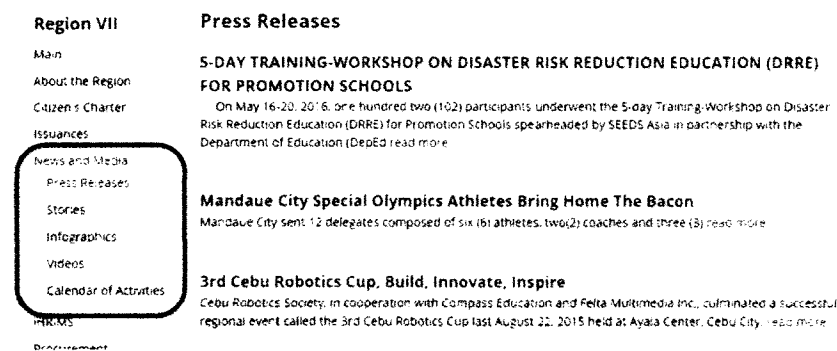 Region VII
Main
About the Region
Citizen's Charter
Issuances
News and Media
Press Releases
Stories
Infographics
Videos
Calendar of Activities
HRMS
Procurement
Press Releases
5-DAY TRAINING-WORKSHOP ON DISASTER RISK REDUCTION EDUCATION (DRRE)
FOR PROMOTION SCHOOLS
On May 16-20, 2016, one hundred two (102) participants underwent the 5-day Training-Workshop on Disaster
Risk Reduction Education (DRRE) for Promotion Schools spearheaded by SEEDS Asia in partnership with the
Department of Education (DepEd read more
Mandaue City Special Olympics Athletes Bring Home The Bacon
Mandaue City sent 12 delegates composed of six (6) athletes, two(2) coaches and three (3) read more
3rd Cebu Robotics Cup, Build, Innovate, Inspire
Cebu Robotics Society, in cooperation with Compass Education and Felta Multimedia Inc., culminated a successful
regional event called the 3rd Cebu Robotics Cup last August 22, 2015 held at Ayala Center, Cebu City. read more